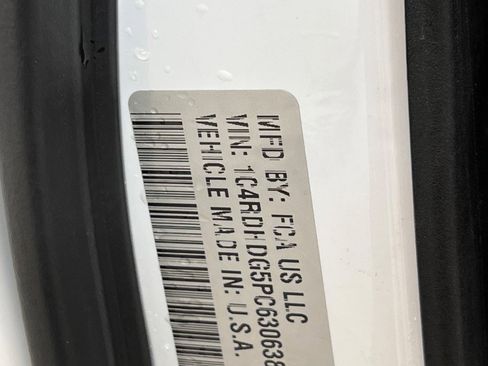 MFD BY: FCA US LLC
VIN: 1C4RDHDG5PC630638
VEHICLE MADE IN: U.S.A.